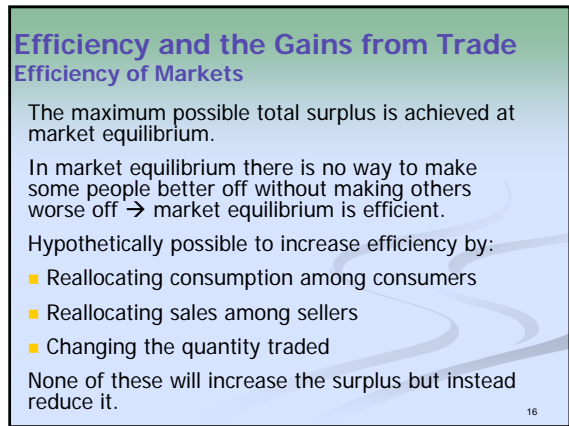 Efficiency and the Gains from Trade
Efficiency of Markets
The maximum possible total surplus is achieved at
market equilibrium.
In market equilibrium there is no way to make
some people better off without making others
worse off → market equilibrium is efficient.
Hypothetically possible to increase efficiency by:
■ Reallocating consumption among consumers
■ Reallocating sales among sellers
■ Changing the quantity traded
None of these will increase the surplus but instead
reduce it.
16